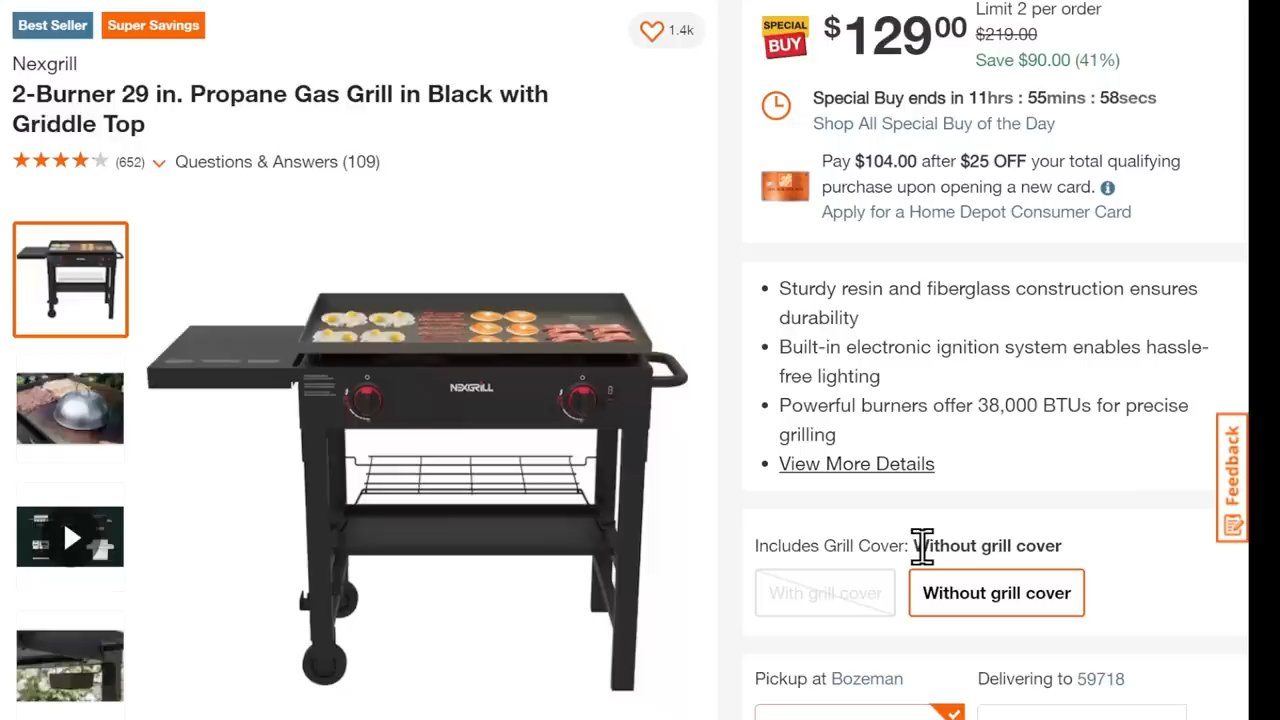 Best Seller
Super Savings
1.4k
Nexgrill
2-Burner 29 in. Propane Gas Grill in Black with
Griddle Top
(652)
Questions & Answers (109)
NEXGRILL
SPECIAL
BUY
$129.00
Limit 2 per order
$219.00
Save $90.00 (41%)
Special Buy ends in 11hrs : 55mins : 58secs
Shop All Special Buy of the Day
Pay $104.00 after $25 OFF your total qualifying
purchase upon opening a new card.
Apply for a Home Depot Consumer Card
• Sturdy resin and fiberglass construction ensures
durability
• Built-in electronic ignition system enables hassle-
free lighting
• Powerful burners offer 38,000 BTUs for precise
grilling
• View More Details
Feedback
Includes Grill Cover: Without grill cover
With grill cover
Without grill cover
Pickup at Bozeman
Delivering to 59718